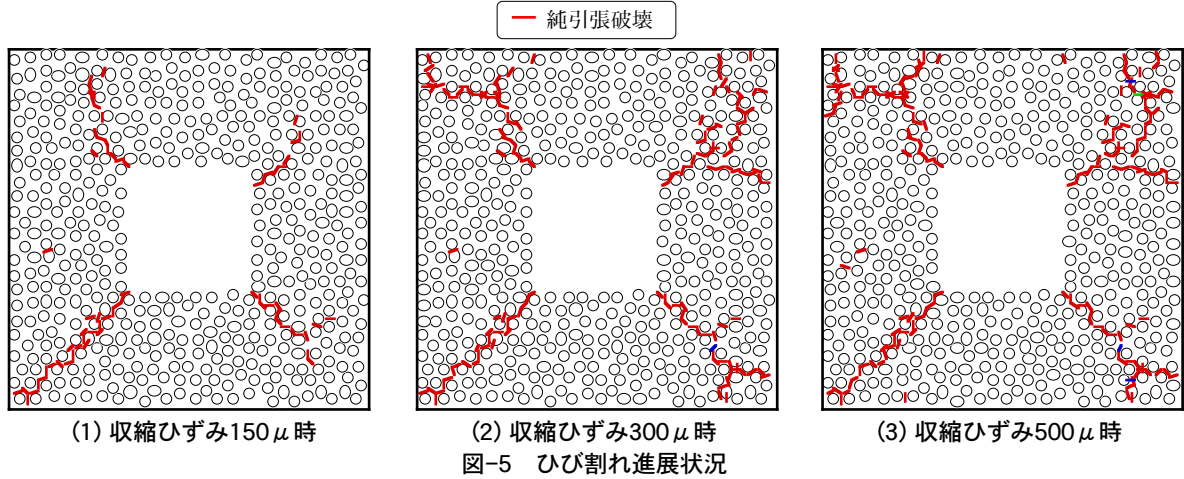 純引張破壊
(1) 収縮ひずみ150μ時
(2) 収縮ひずみ300μ時
(3) 収縮ひずみ500μ時
図-5 ひび割れ進展状況